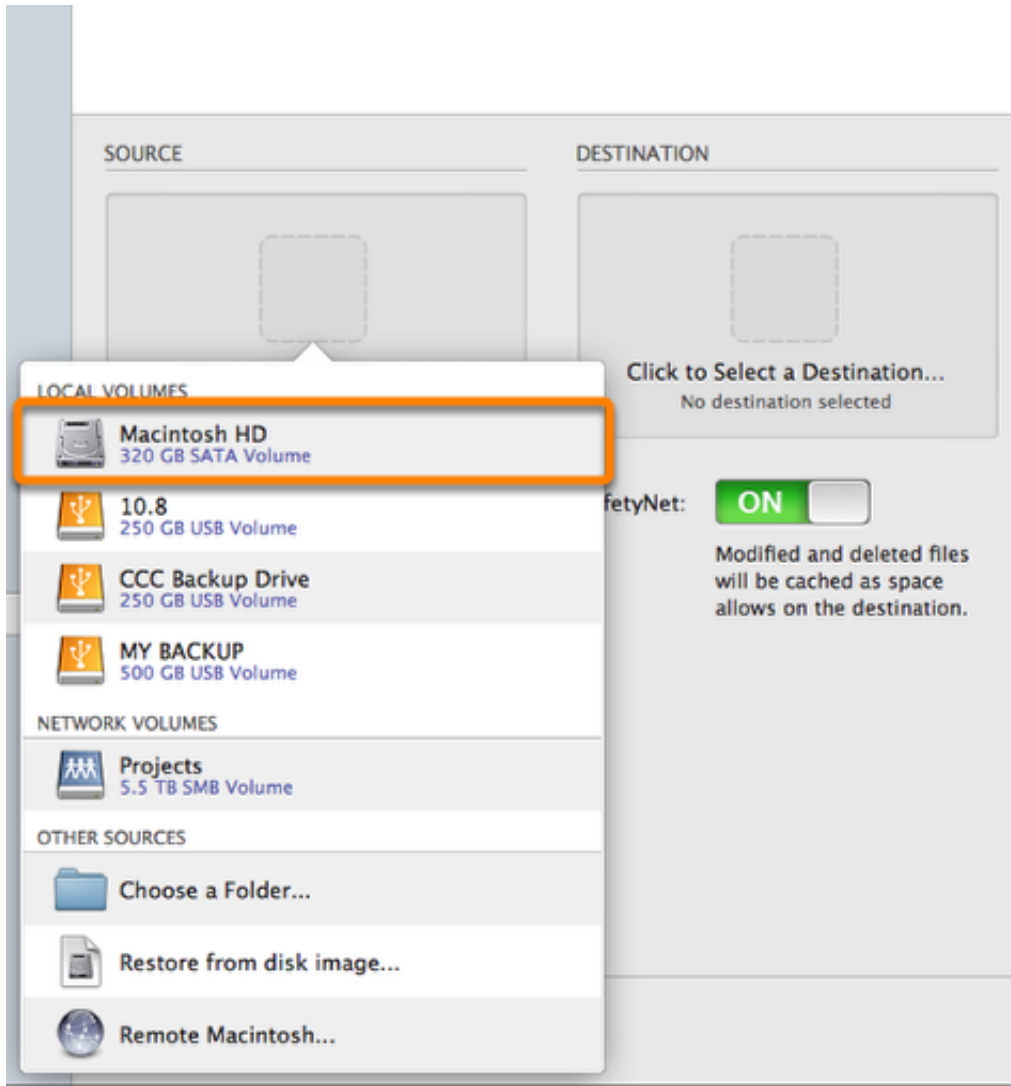 SOURCE
DESTINATION
Click to Select a Destination...
No destination selected
LOCAL VOLUMES
Macintosh HD
320 GB SATA Volume
10.8
250 GB USB Volume
CCC Backup Drive
250 GB USB Volume
MY BACKUP
500 GB USB Volume
NETWORK VOLUMES
Projects
5.5 TB SMB Volume
OTHER SOURCES
Choose a Folder...
Restore from disk image...
Remote Macintosh...
fetyNet:
ON
Modified and deleted files
will be cached as space
allows on the destination.